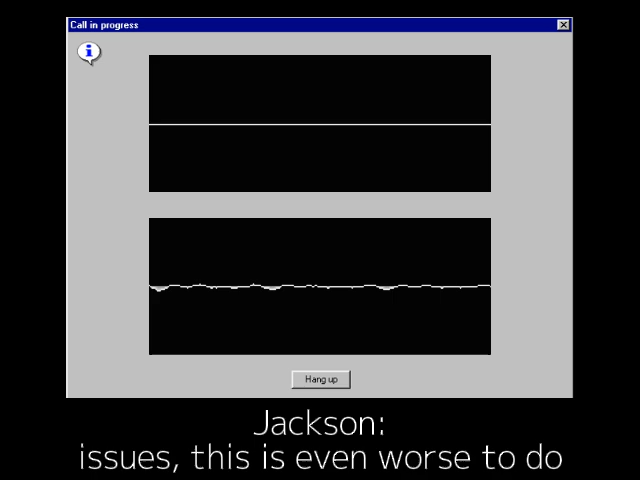 Call in progress
Hang up
Jackson:
issues, this is even worse to do